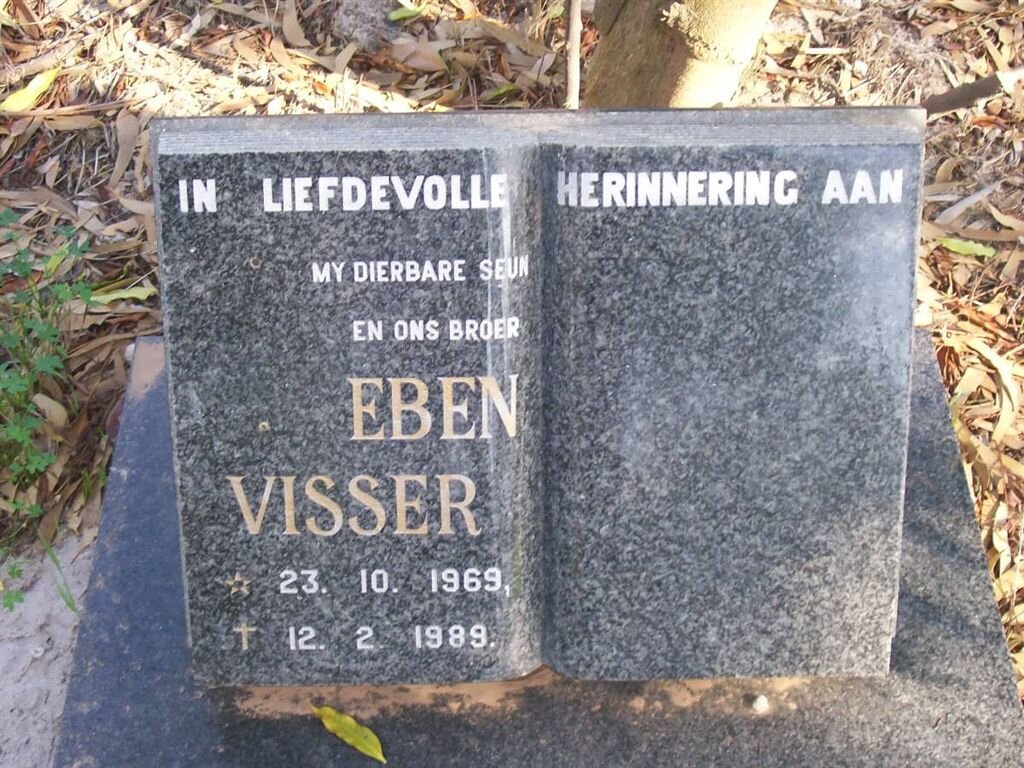 IN LIEFDEVOLLE HERINNERING AAN
MY DIERBARE SEUN
EN ONS BROER
EBEN
VISSER
☆ 23. 10. 1969,
✝ 12. 2. 1989.